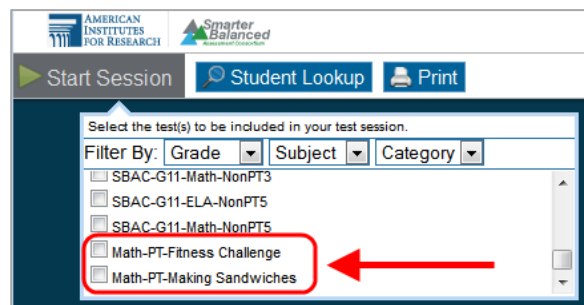 AMERICAN
INSTITUTES
FOR RESEARCH
Smarter
Balanced
Assessment Consortium
Start Session
Student Lookup
Print
Select the test(s) to be included in your test session.
Filter By: Grade Subject Category
SBAC-G11-Math-NonPT3
SBAC-G11-ELA-NonPT5
SBAC-G11-Math-NonPT5
Math-PT-Fitness Challenge
Math-PT-Making Sandwiches